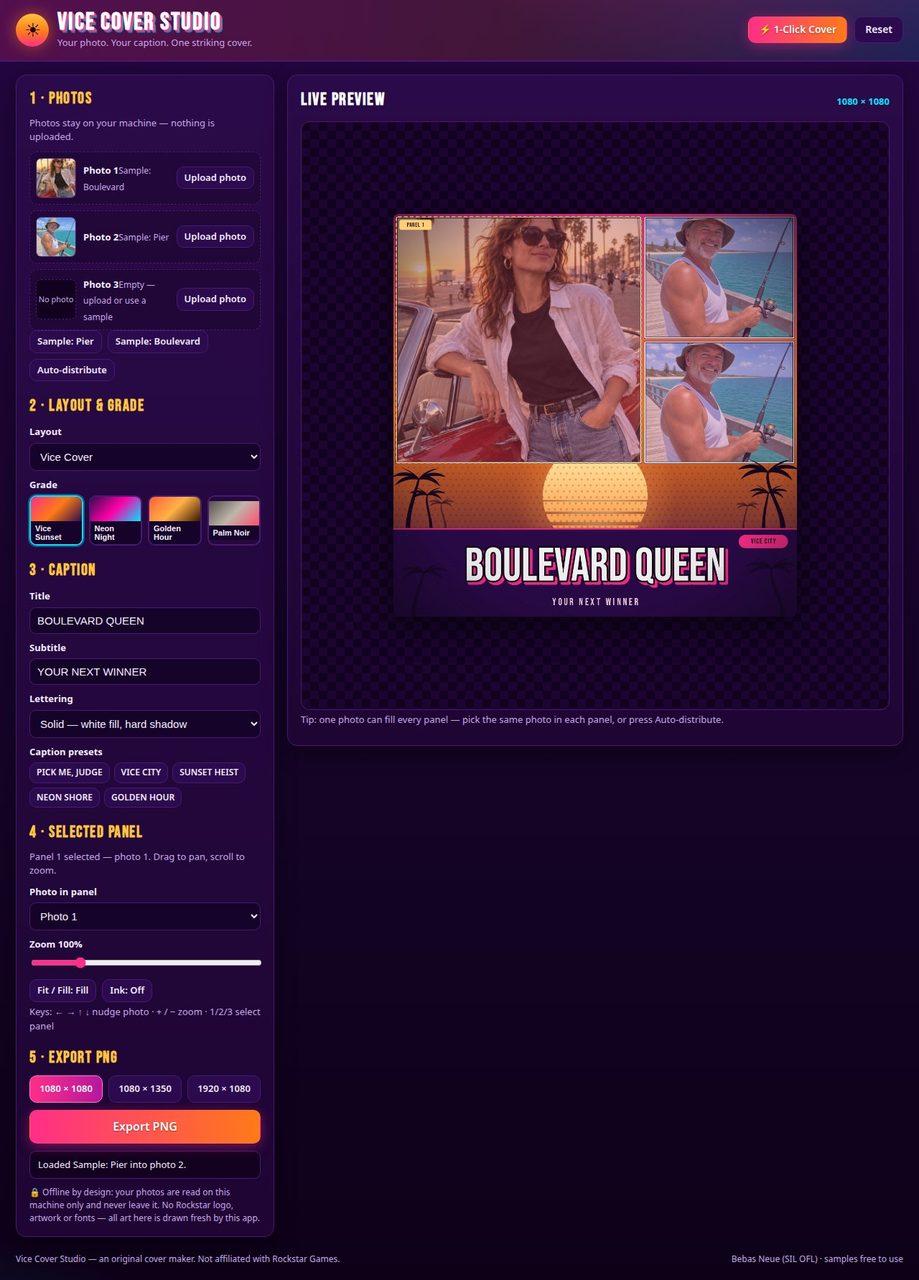 VICE COVER STUDIO
Your photo. Your caption. One striking cover.
⚡ 1-Click Cover
Reset
1 · PHOTOS
Photos stay on your machine — nothing is
uploaded.
Photo 1Sample:
Boulevard
Upload photo
Photo 2Sample: Pier
Upload photo
No photo
Photo 3Empty —
upload or use a
sample
Upload photo
Sample: Pier
Sample: Boulevard
Auto-distribute
2 · LAYOUT & GRADE
Layout
Vice Cover
Grade
Vice
Sunset
Neon
Night
Golden
Hour
Palm Noir
3 · CAPTION
Title
BOULEVARD QUEEN
Subtitle
YOUR NEXT WINNER
Lettering
Solid — white fill, hard shadow
Caption presets
PICK ME, JUDGE
VICE CITY
SUNSET HEIST
NEON SHORE
GOLDEN HOUR
4 · SELECTED PANEL
Panel 1 selected — photo 1. Drag to pan, scroll to
zoom.
Photo in panel
Photo 1
Zoom 100%
Fit / Fill: Fill
Ink: Off
Keys: ← → ↑ ↓ nudge photo · + / − zoom · 1/2/3 select
panel
5 · EXPORT PNG
1080 × 1080
1080 × 1350
1920 × 1080
Export PNG
Loaded Sample: Pier into photo 2.
🔒 Offline by design: your photos are read on this
machine only and never leave it. No Rockstar logo,
artwork or fonts — all art here is drawn fresh by this app.
LIVE PREVIEW
1080 × 1080
PANEL 1
VICE CITY
BOULEVARD QUEEN
YOUR NEXT WINNER
Tip: one photo can fill every panel — pick the same photo in each panel, or press Auto-distribute.
Vice Cover Studio — an original cover maker. Not affiliated with Rockstar Games.
Bebas Neue (SIL OFL) · samples free to use